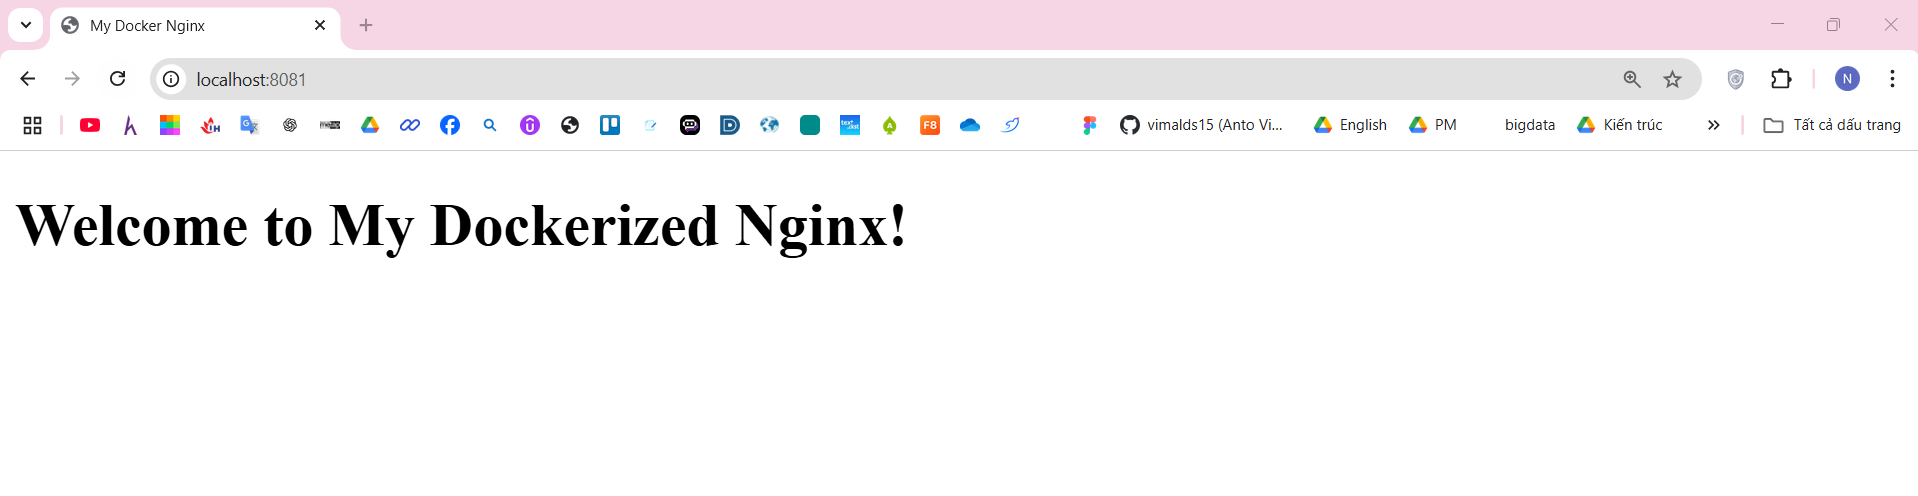 My Docker Nginx
localhost:8081
vimalds15 (Anto Vi... English PM bigdata Kiến trúc Tất cả dấu trang
Welcome to My Dockerized Nginx!